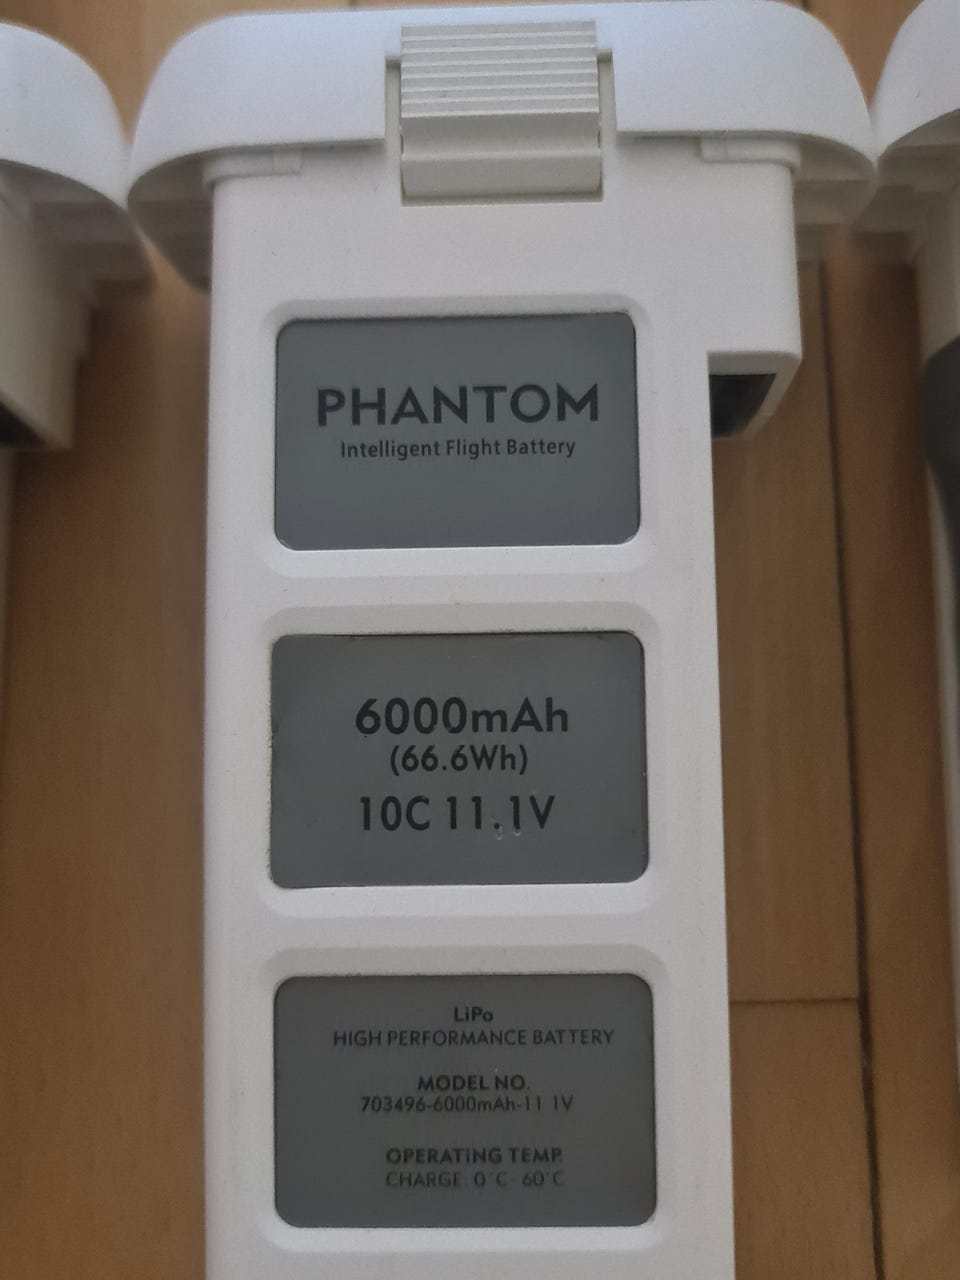 PHANTOM
Intelligent Flight Battery
6000mAh
(66.6Wh)
10C 11.1V
LiPo
HIGH PERFORMANCE BATTERY
MODEL NO.
703496-6000mAh-11 1V
OPERATING TEMP.
CHARGE: 0°C-60°C